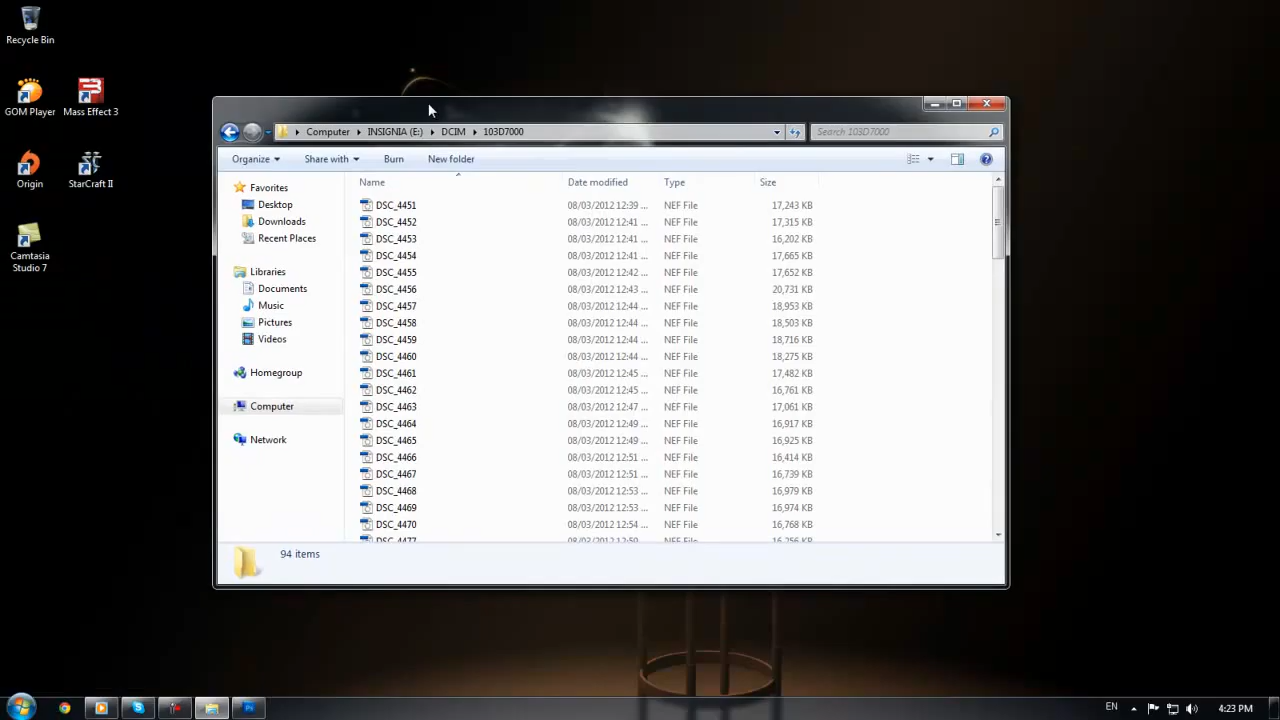 Recycle Bin
GOM Player
Mass Effect 3
Origin
StarCraft II
Camtasia
Studio 7
Computer
INSIGNIA (E:)
DCIM
103D7000
Search 103D7000
Organize
Share with
Burn
New folder
Name
Date modified
Type
Size
Favorites
Desktop
Downloads
Recent Places
Libraries
Documents
Music
Pictures
Videos
Homegroup
Computer
Network
DSC_4451 08/03/2012 12:39 ... NEF File 17,243 KB
DSC_4452 08/03/2012 12:41 ... NEF File 17,315 KB
DSC_4453 08/03/2012 12:41 ... NEF File 16,202 KB
DSC_4454 08/03/2012 12:41 ... NEF File 17,665 KB
DSC_4455 08/03/2012 12:42 ... NEF File 17,652 KB
DSC_4456 08/03/2012 12:43 ... NEF File 20,731 KB
DSC_4457 08/03/2012 12:44 ... NEF File 18,953 KB
DSC_4458 08/03/2012 12:44 ... NEF File 18,503 KB
DSC_4459 08/03/2012 12:44 ... NEF File 18,716 KB
DSC_4460 08/03/2012 12:44 ... NEF File 18,275 KB
DSC_4461 08/03/2012 12:45 ... NEF File 17,482 KB
DSC_4462 08/03/2012 12:45 ... NEF File 16,761 KB
DSC_4463 08/03/2012 12:47 ... NEF File 17,061 KB
DSC_4464 08/03/2012 12:49 ... NEF File 16,917 KB
DSC_4465 08/03/2012 12:49 ... NEF File 16,925 KB
DSC_4466 08/03/2012 12:51 ... NEF File 16,414 KB
DSC_4467 08/03/2012 12:51 ... NEF File 16,739 KB
DSC_4468 08/03/2012 12:53 ... NEF File 16,979 KB
DSC_4469 08/03/2012 12:53 ... NEF File 16,974 KB
DSC_4470 08/03/2012 12:54 ... NEF File 16,768 KB
94 items
EN
4:23 PM